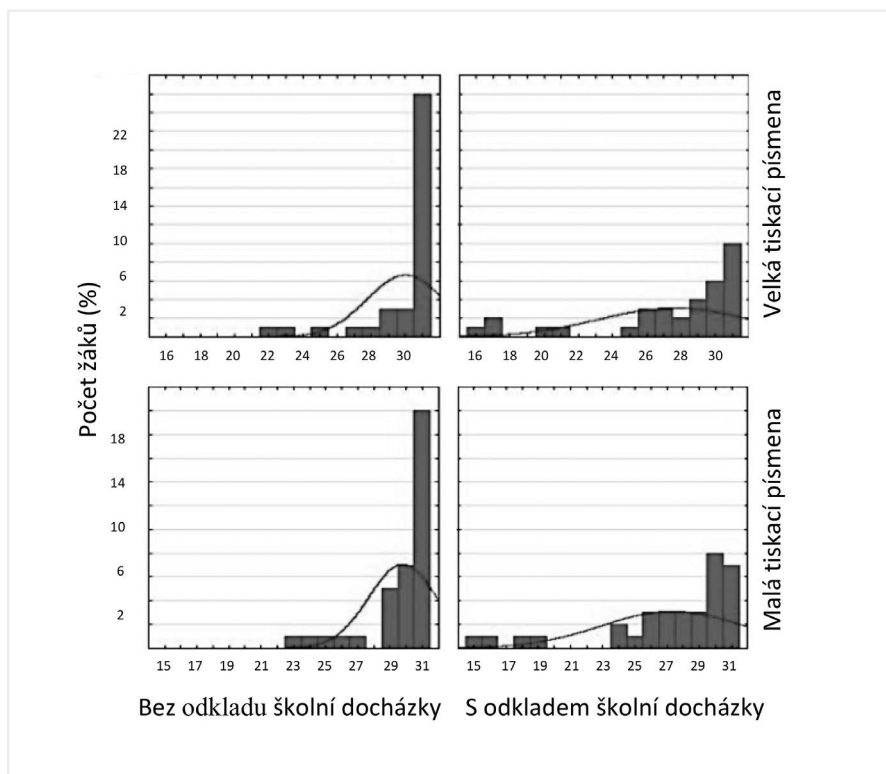 22
18
14
10
6
2
16 18 20 22 24 26 28 30
16 18 20 22 24 26 28 30
Velká tiskací písmena
Počet žáků (%)
18
14
10
6
2
15 17 19 21 23 25 27 29 31
15 17 19 21 23 25 27 29 31
Malá tiskací písmena
Bez odkladu školní docházky
S odkladem školní docházky